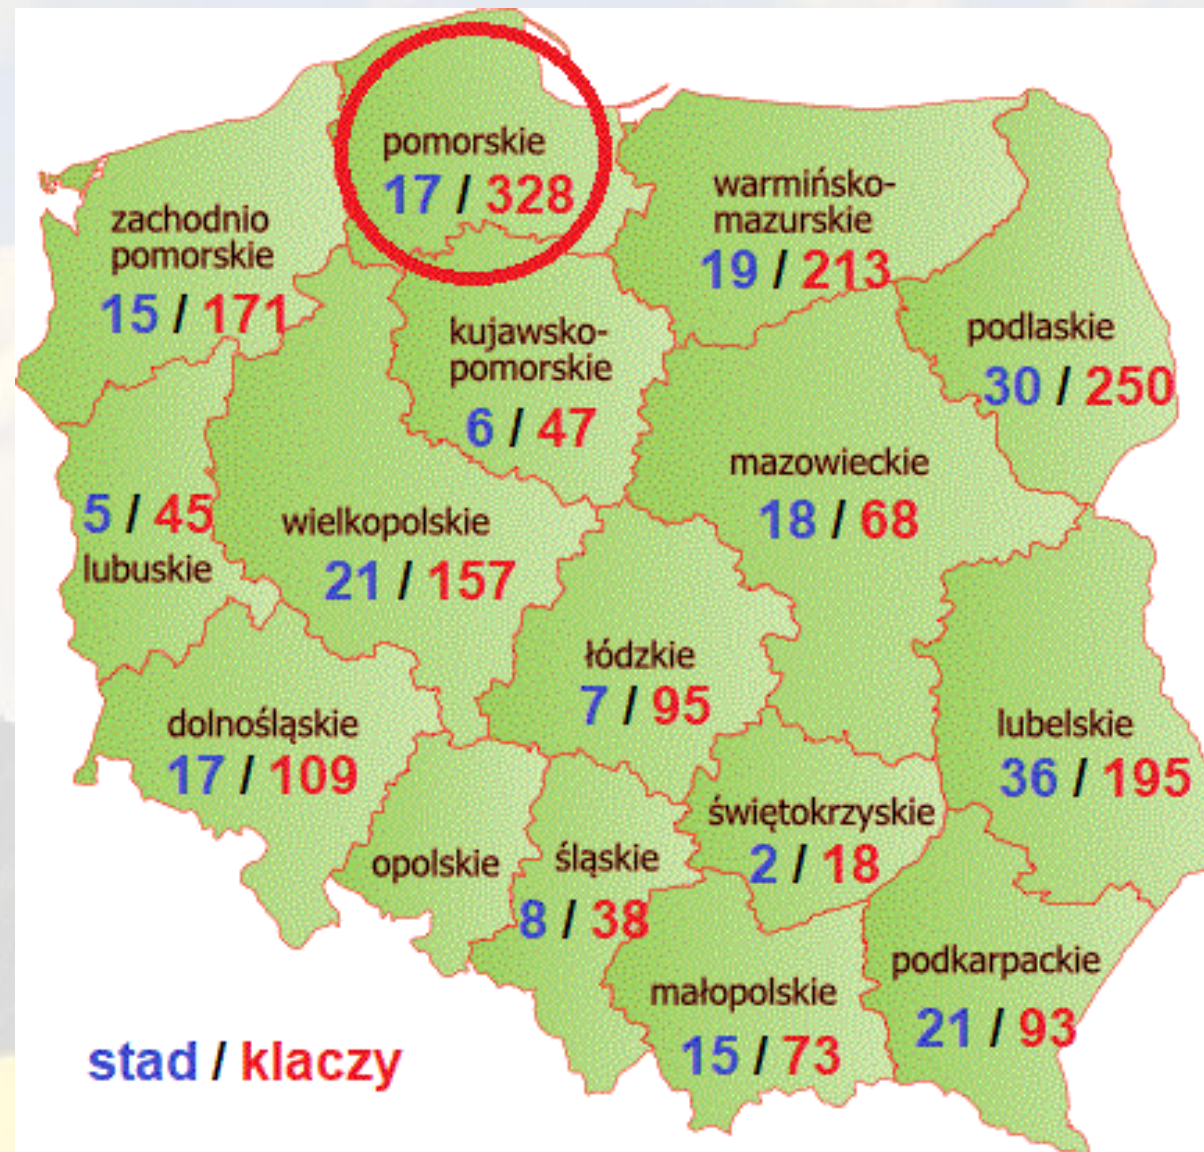 pomorskie
17 / 328
warmińsko-
mazurskie
19 / 213
zachodnio
pomorskie
15 / 171
kujawsko-
pomorskie
6 / 47
podlaskie
30 / 250
mazowieckie
18 / 68
5 / 45
lubuskie
wielkopolskie
21 / 157
łódzkie
7 / 95
dolnośląskie
17 / 109
lubelskie
36 / 195
świętokrzyskie
2 / 18
opolskie
śląskie
8 / 38
podkarpackie
21 / 93
małopolskie
15 / 73
stad / klaczy